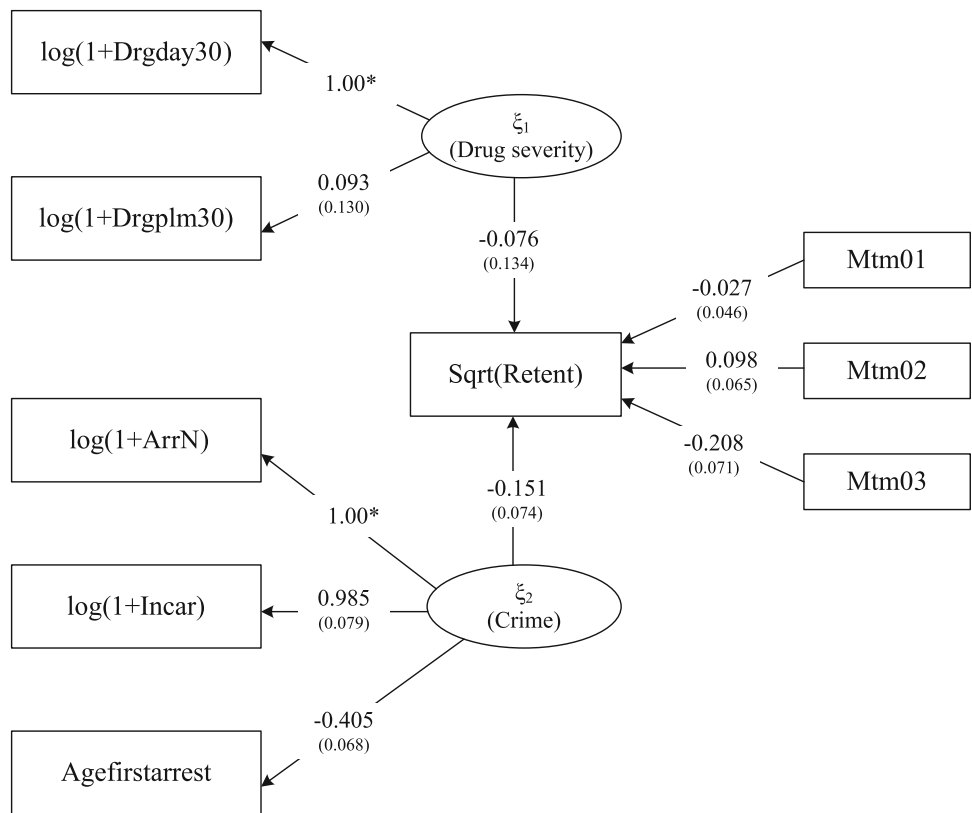 log(1+Drgday30)
1.00*
ξ₁
(Drug severity)
0.093
(0.130)
log(1+Drgplm30)
-0.076
(0.134)
Mtm01
-0.027
(0.046)
Sqrt(Retent)
0.098
(0.065)
Mtm02
log(1+ArrN)
-0.208
(0.071)
Mtm03
-0.151
(0.074)
1.00*
ξ₂
(Crime)
log(1+Incar)
0.985
(0.079)
-0.405
(0.068)
Agefirstarrest